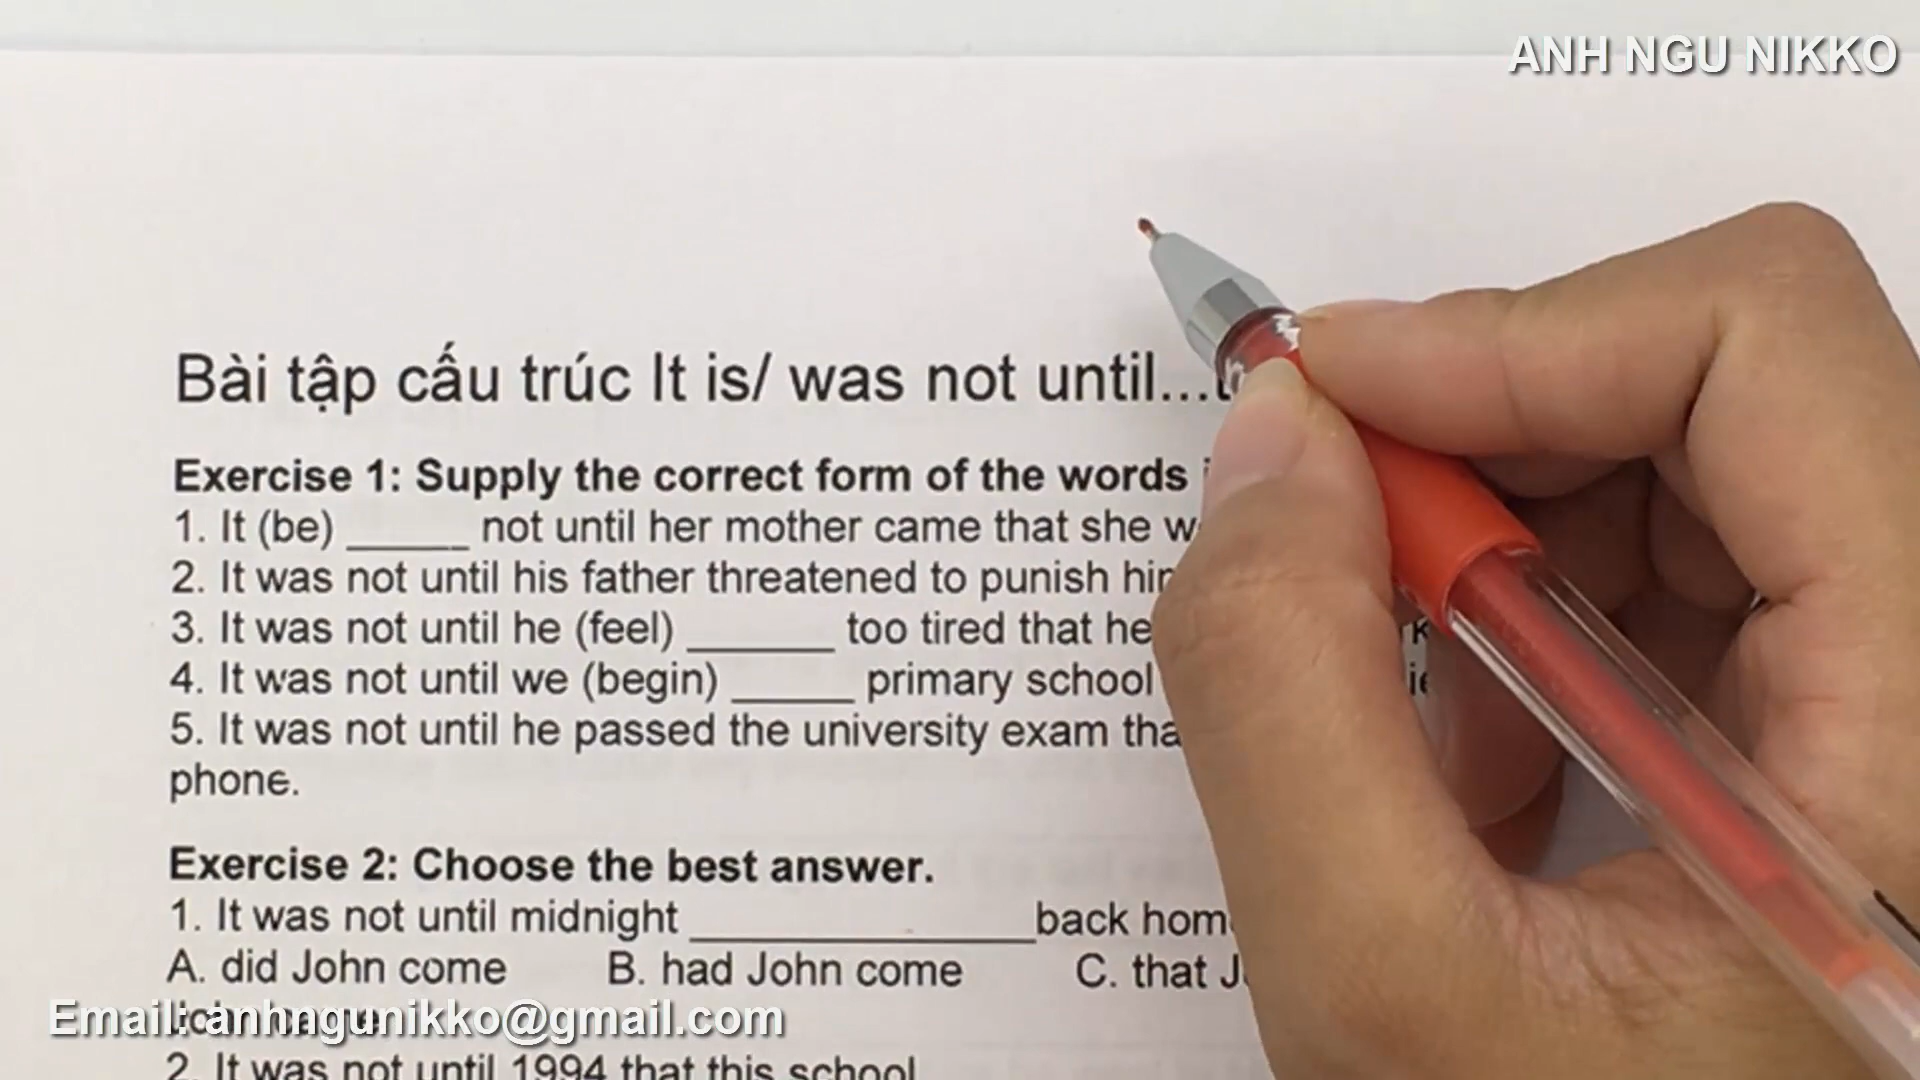 ANH NGU NIKKO
Bài tập cấu trúc It is/ was not until...
Exercise 1: Supply the correct form of the words
1. It (be) _____ not until her mother came that she
2. It was not until his father threatened to punish
3. It was not until he (feel) ______ too tired that he
4. It was not until we (begin) _____ primary school
5. It was not until he passed the university exam
phone.
Exercise 2: Choose the best answer.
1. It was not until midnight ______________back
A. did John come B. had John come C. that
Email: anhngunikko@gmail.com
2. It was not until 1994 that this school